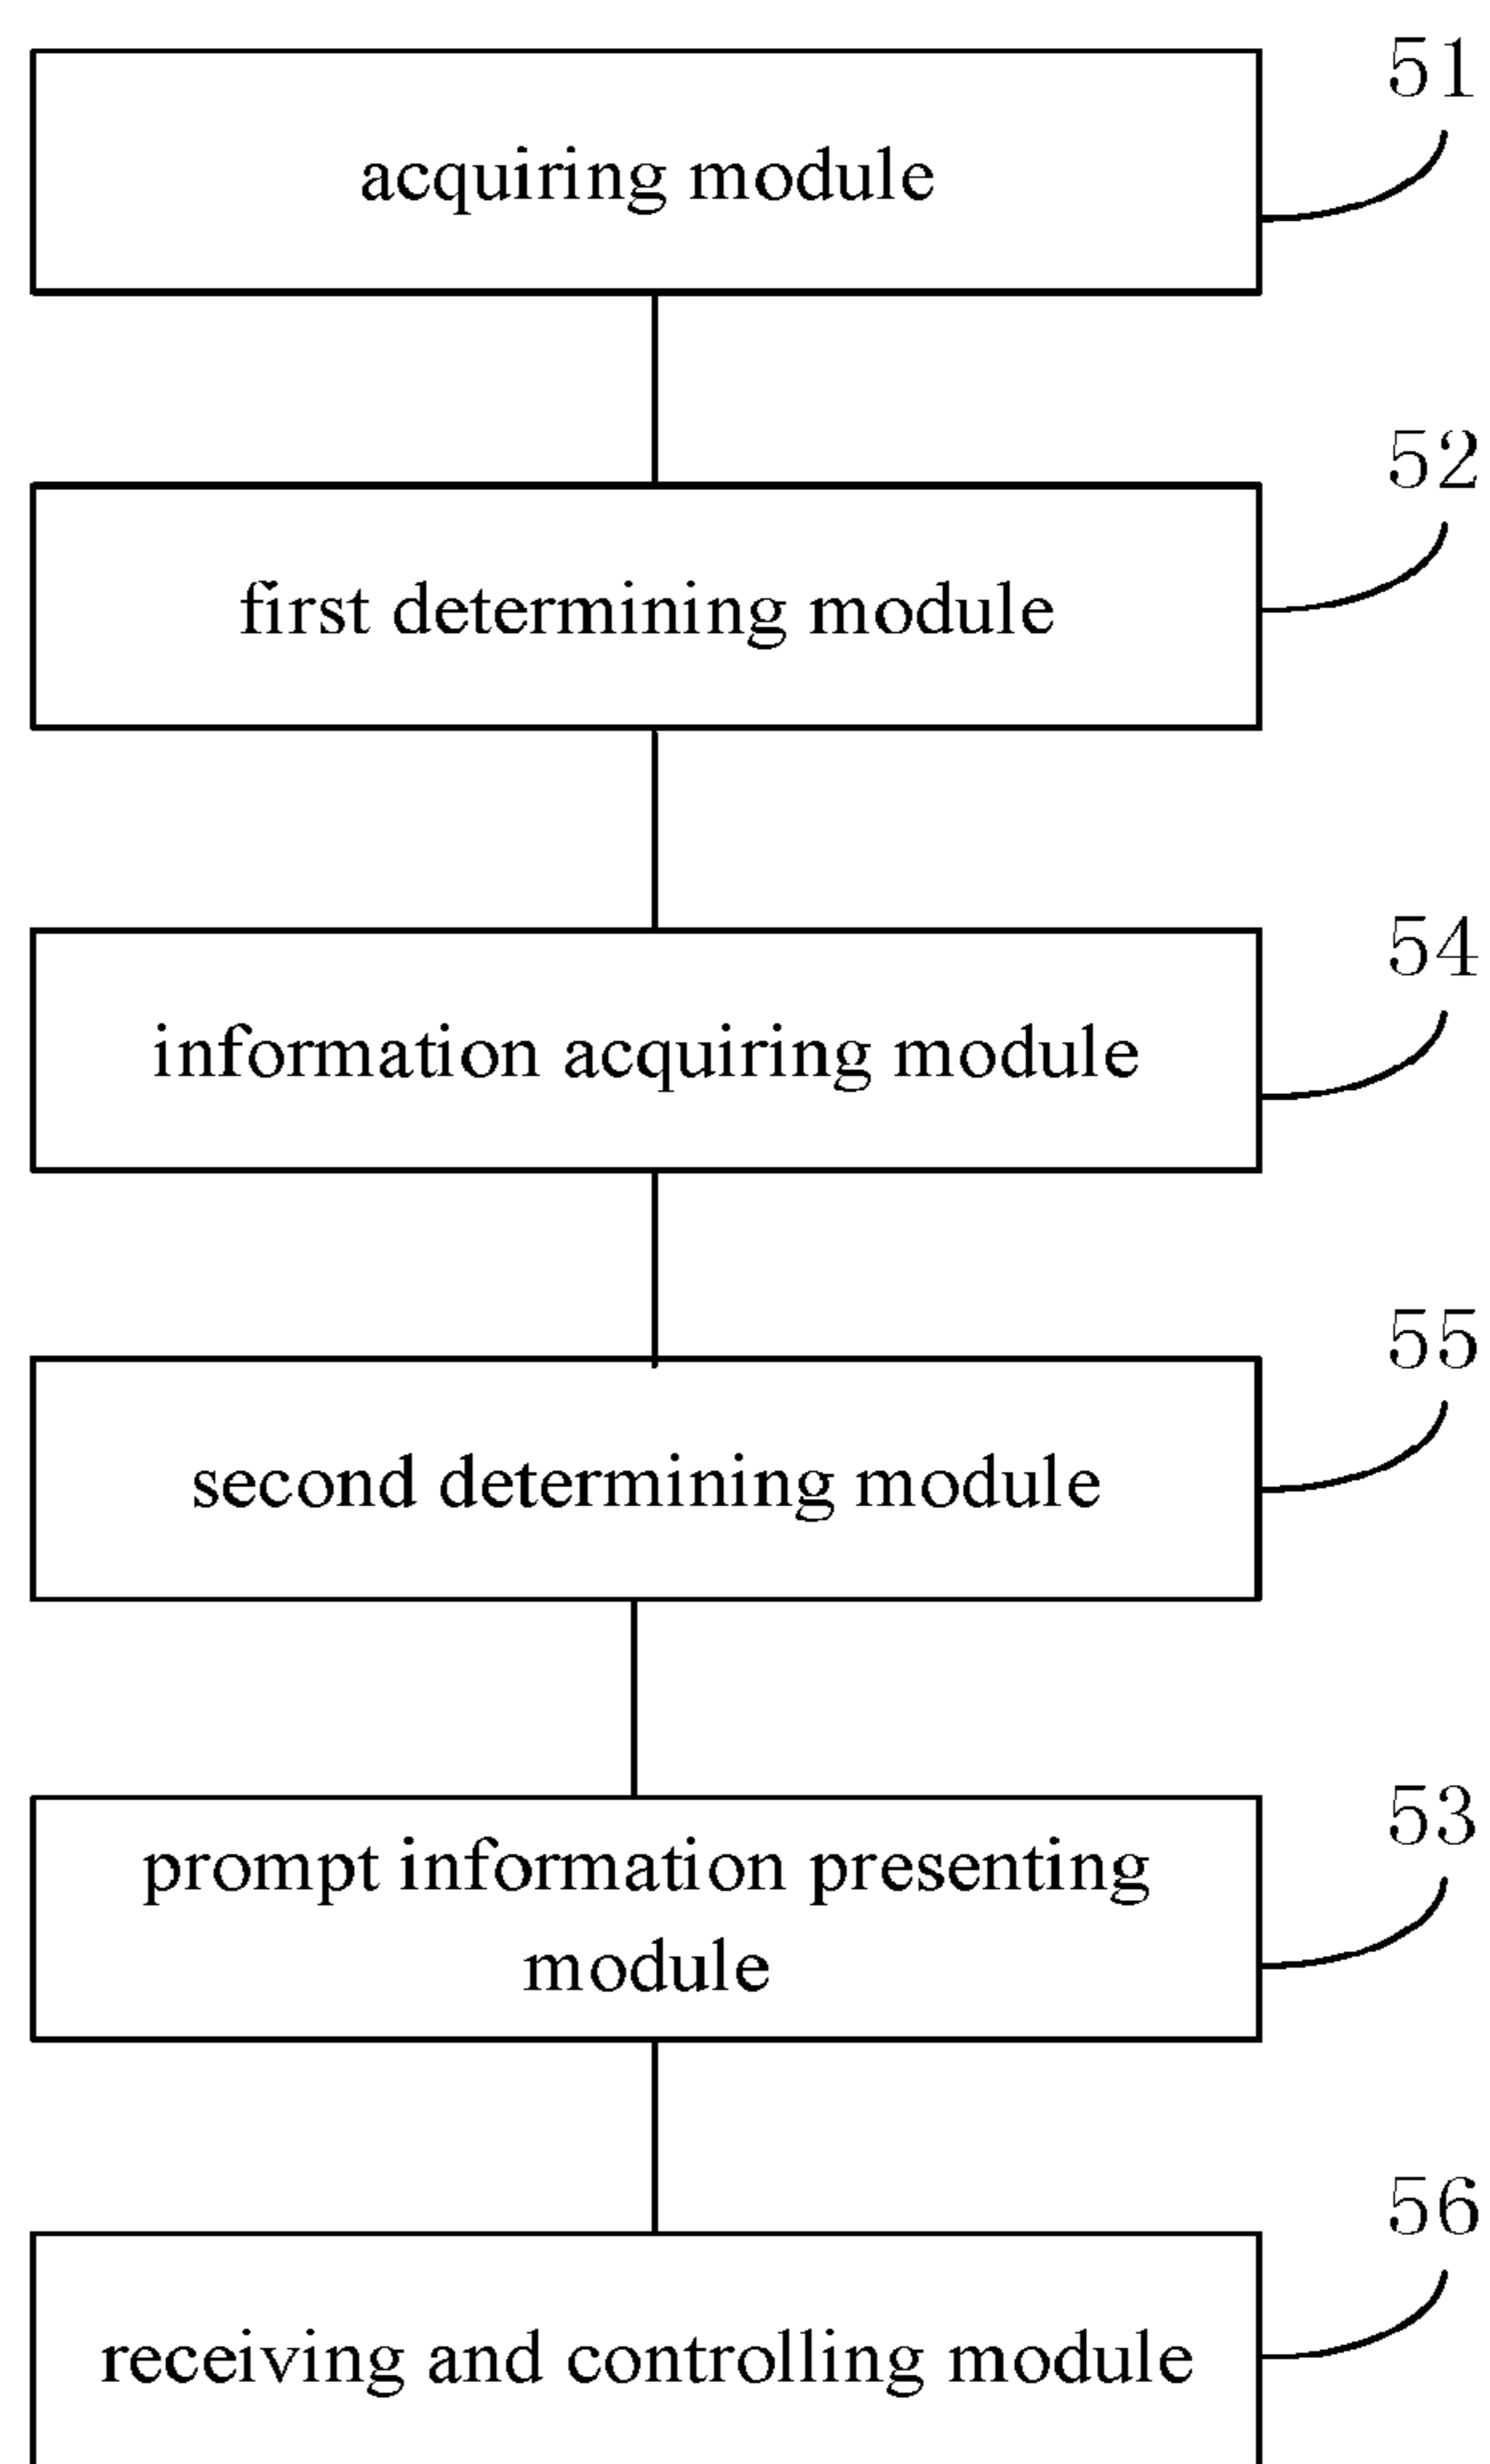 51
acquiring module
52
first determining module
54
information acquiring module
55
second determining module
53
prompt information presenting
module
56
receiving and controlling module